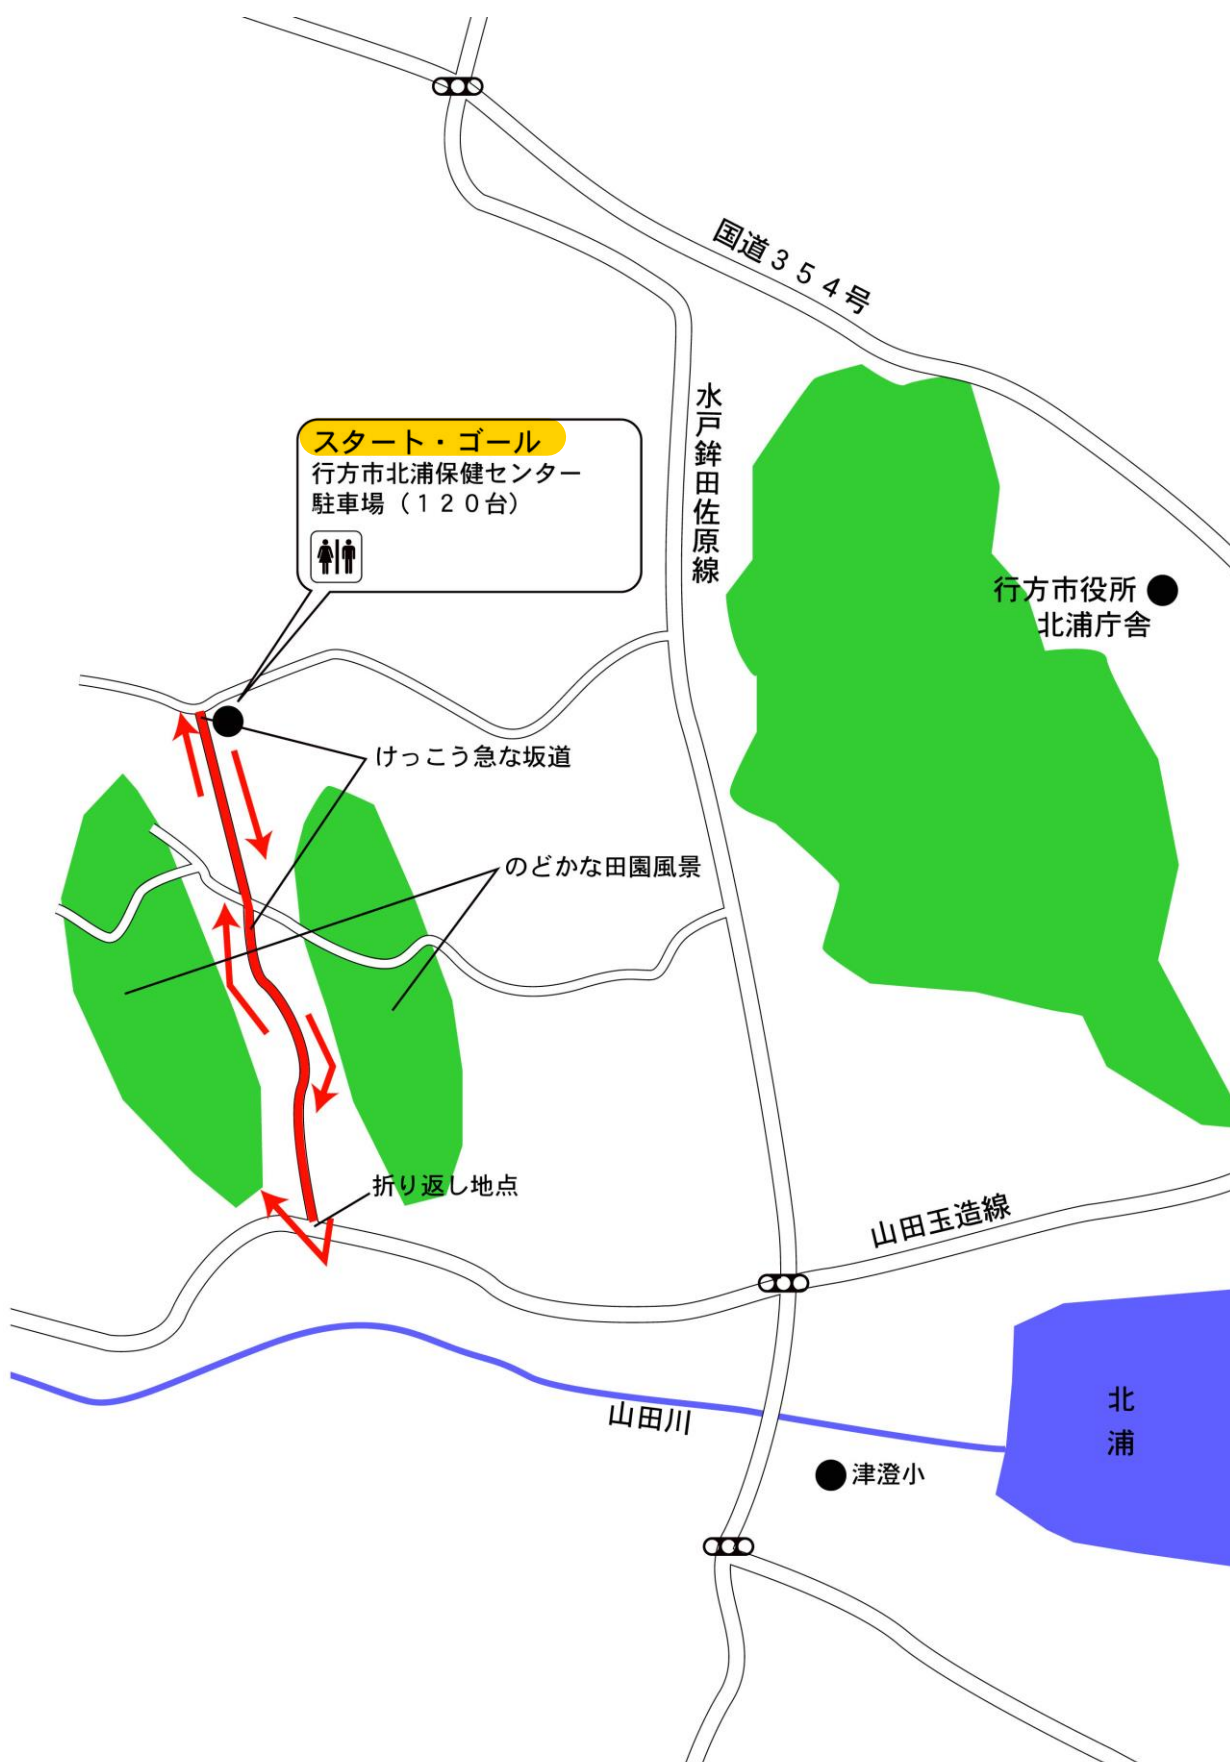 国道３５４号
水戸鉾田佐原線
スタート・ゴール
行方市北浦保健センター
駐車場（１２０台）
行方市役所
北浦庁舎
けっこう急な坂道
のどかな田園風景
折り返し地点
山田玉造線
山田川
北浦
津澄小